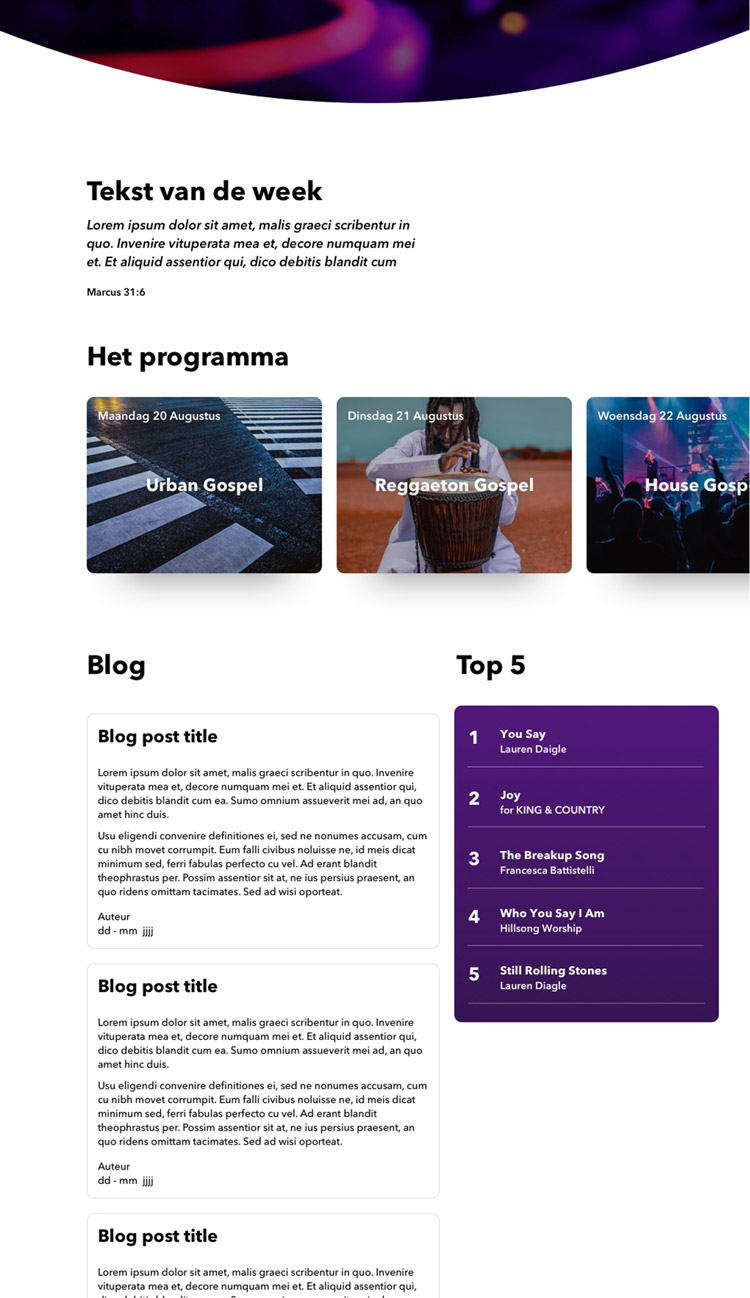 Tekst van de week
Lorem ipsum dolor sit amet, malis graeci scribentur in
quo. Invenire vituperata mea et, decore numquam mei
et. Et aliquid assentior qui, dico debitis blandit cum
Marcus 31:6
Het programma
Maandag 20 Augustus
Urban Gospel
Dinsdag 21 Augustus
Reggaeton Gospel
Woensdag 22 Augustus
House Gosp
Blog
Blog post title
Lorem ipsum dolor sit amet, malis graeci scribentur in quo. Invenire
vituperata mea et, decore numquam mei et. Et aliquid assentior qui,
dico debitis blandit cum ea. Sumo omnium assueverit mei ad, an quo
amet hinc duis.
Usu eligendi convenire definitiones ei, sed ne nonumes accusam, cum
cu nibh movet corrumpit. Eum falli civibus noluisse ne, id meis dicat
minimum sed, ferri fabulas perfecto cu vel. Ad erant blandit
theophrastus per. Possim assentior sit at, ne ius persius praesent, an
quo ridens omittam tacimates. Sed ad wisi oporteat.
Auteur
dd - mm jjjj
Blog post title
Lorem ipsum dolor sit amet, malis graeci scribentur in quo. Invenire
vituperata mea et, decore numquam mei et. Et aliquid assentior qui,
dico debitis blandit cum ea. Sumo omnium assueverit mei ad, an quo
amet hinc duis.
Usu eligendi convenire definitiones ei, sed ne nonumes accusam, cum
cu nibh movet corrumpit. Eum falli civibus noluisse ne, id meis dicat
minimum sed, ferri fabulas perfecto cu vel. Ad erant blandit
theophrastus per. Possim assentior sit at, ne ius persius praesent, an
quo ridens omittam tacimates. Sed ad wisi oporteat.
Auteur
dd - mm jjjj
Blog post title
Lorem ipsum dolor sit amet, malis graeci scribentur in quo. Invenire
vituperata mea et, decore numquam mei et. Et aliquid assentior qui,
Top 5
1 You Say
Lauren Daigle
2 Joy
for KING & COUNTRY
3 The Breakup Song
Francesca Battistelli
4 Who You Say I Am
Hillsong Worship
5 Still Rolling Stones
Lauren Diagle